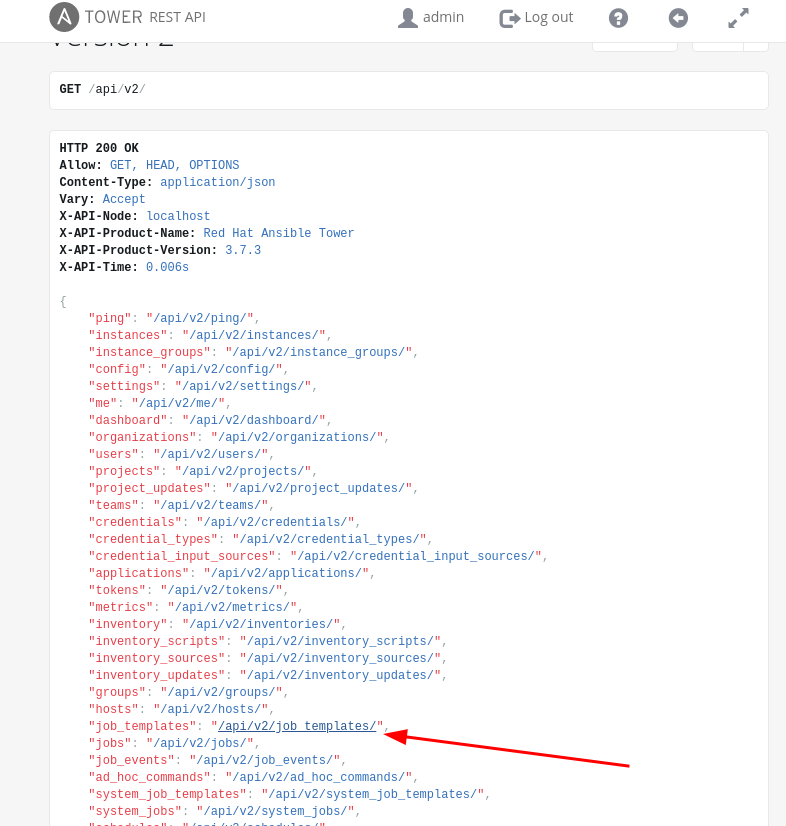 TOWER REST API admin Log out
Version 2
GET /api/v2/
HTTP 200 OK
Allow: GET, HEAD, OPTIONS
Content-Type: application/json
Vary: Accept
X-API-Node: localhost
X-API-Product-Name: Red Hat Ansible Tower
X-API-Product-Version: 3.7.3
X-API-Time: 0.006s
{
"ping": "/api/v2/ping/",
"instances": "/api/v2/instances/",
"instance_groups": "/api/v2/instance_groups/",
"config": "/api/v2/config/",
"settings": "/api/v2/settings/",
"me": "/api/v2/me/",
"dashboard": "/api/v2/dashboard/",
"organizations": "/api/v2/organizations/",
"users": "/api/v2/users/",
"projects": "/api/v2/projects/",
"project_updates": "/api/v2/project_updates/",
"teams": "/api/v2/teams/",
"credentials": "/api/v2/credentials/",
"credential_types": "/api/v2/credential_types/",
"credential_input_sources": "/api/v2/credential_input_sources/",
"applications": "/api/v2/applications/",
"tokens": "/api/v2/tokens/",
"metrics": "/api/v2/metrics/",
"inventory": "/api/v2/inventories/",
"inventory_scripts": "/api/v2/inventory_scripts/",
"inventory_sources": "/api/v2/inventory_sources/",
"inventory_updates": "/api/v2/inventory_updates/",
"groups": "/api/v2/groups/",
"hosts": "/api/v2/hosts/",
"job_templates": "/api/v2/job_templates/",
"jobs": "/api/v2/jobs/",
"job_events": "/api/v2/job_events/",
"ad_hoc_commands": "/api/v2/ad_hoc_commands/",
"system_job_templates": "/api/v2/system_job_templates/",
"system_jobs": "/api/v2/system_jobs/",
"schedules": "/api/v2/schedules/",